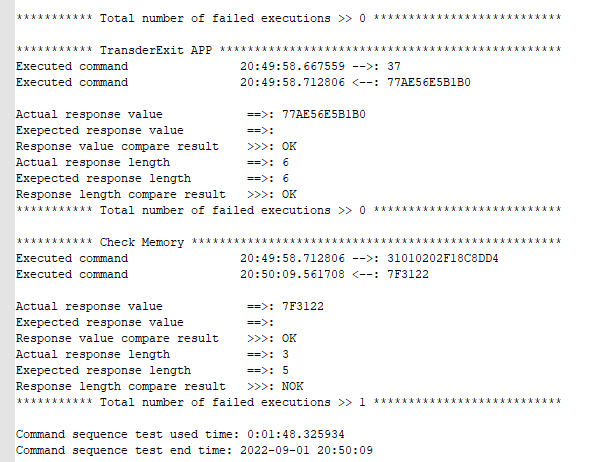 *********** Total number of failed executions >> 0 ***************************
*********** TransderExit APP *************************************************
Executed command                20:49:58.667559 -->: 37
Executed command                20:49:58.712806 <--: 77AE56E5B1B0
Actual response value            ==>: 77AE56E5B1B0
Exepected response value         ==>:
Response value compare result    >>>: OK
Actual response length           ==>: 6
Exepected response length        ==>: 6
Response length compare result   >>>: OK
*********** Total number of failed executions >> 0 ***************************
*********** Check Memory *****************************************************
Executed command                20:49:58.712806 -->: 31010202F18C8DD4
Executed command                20:50:09.561708 <--: 7F3122
Actual response value            ==>: 7F3122
Exepected response value         ==>:
Response value compare result    >>>: OK
Actual response length           ==>: 3
Exepected response length        ==>: 5
Response length compare result   >>>: NOK
*********** Total number of failed executions >> 1 ***************************
Command sequence test used time: 0:01:48.325934
Command sequence test end time: 2022-09-01 20:50:09